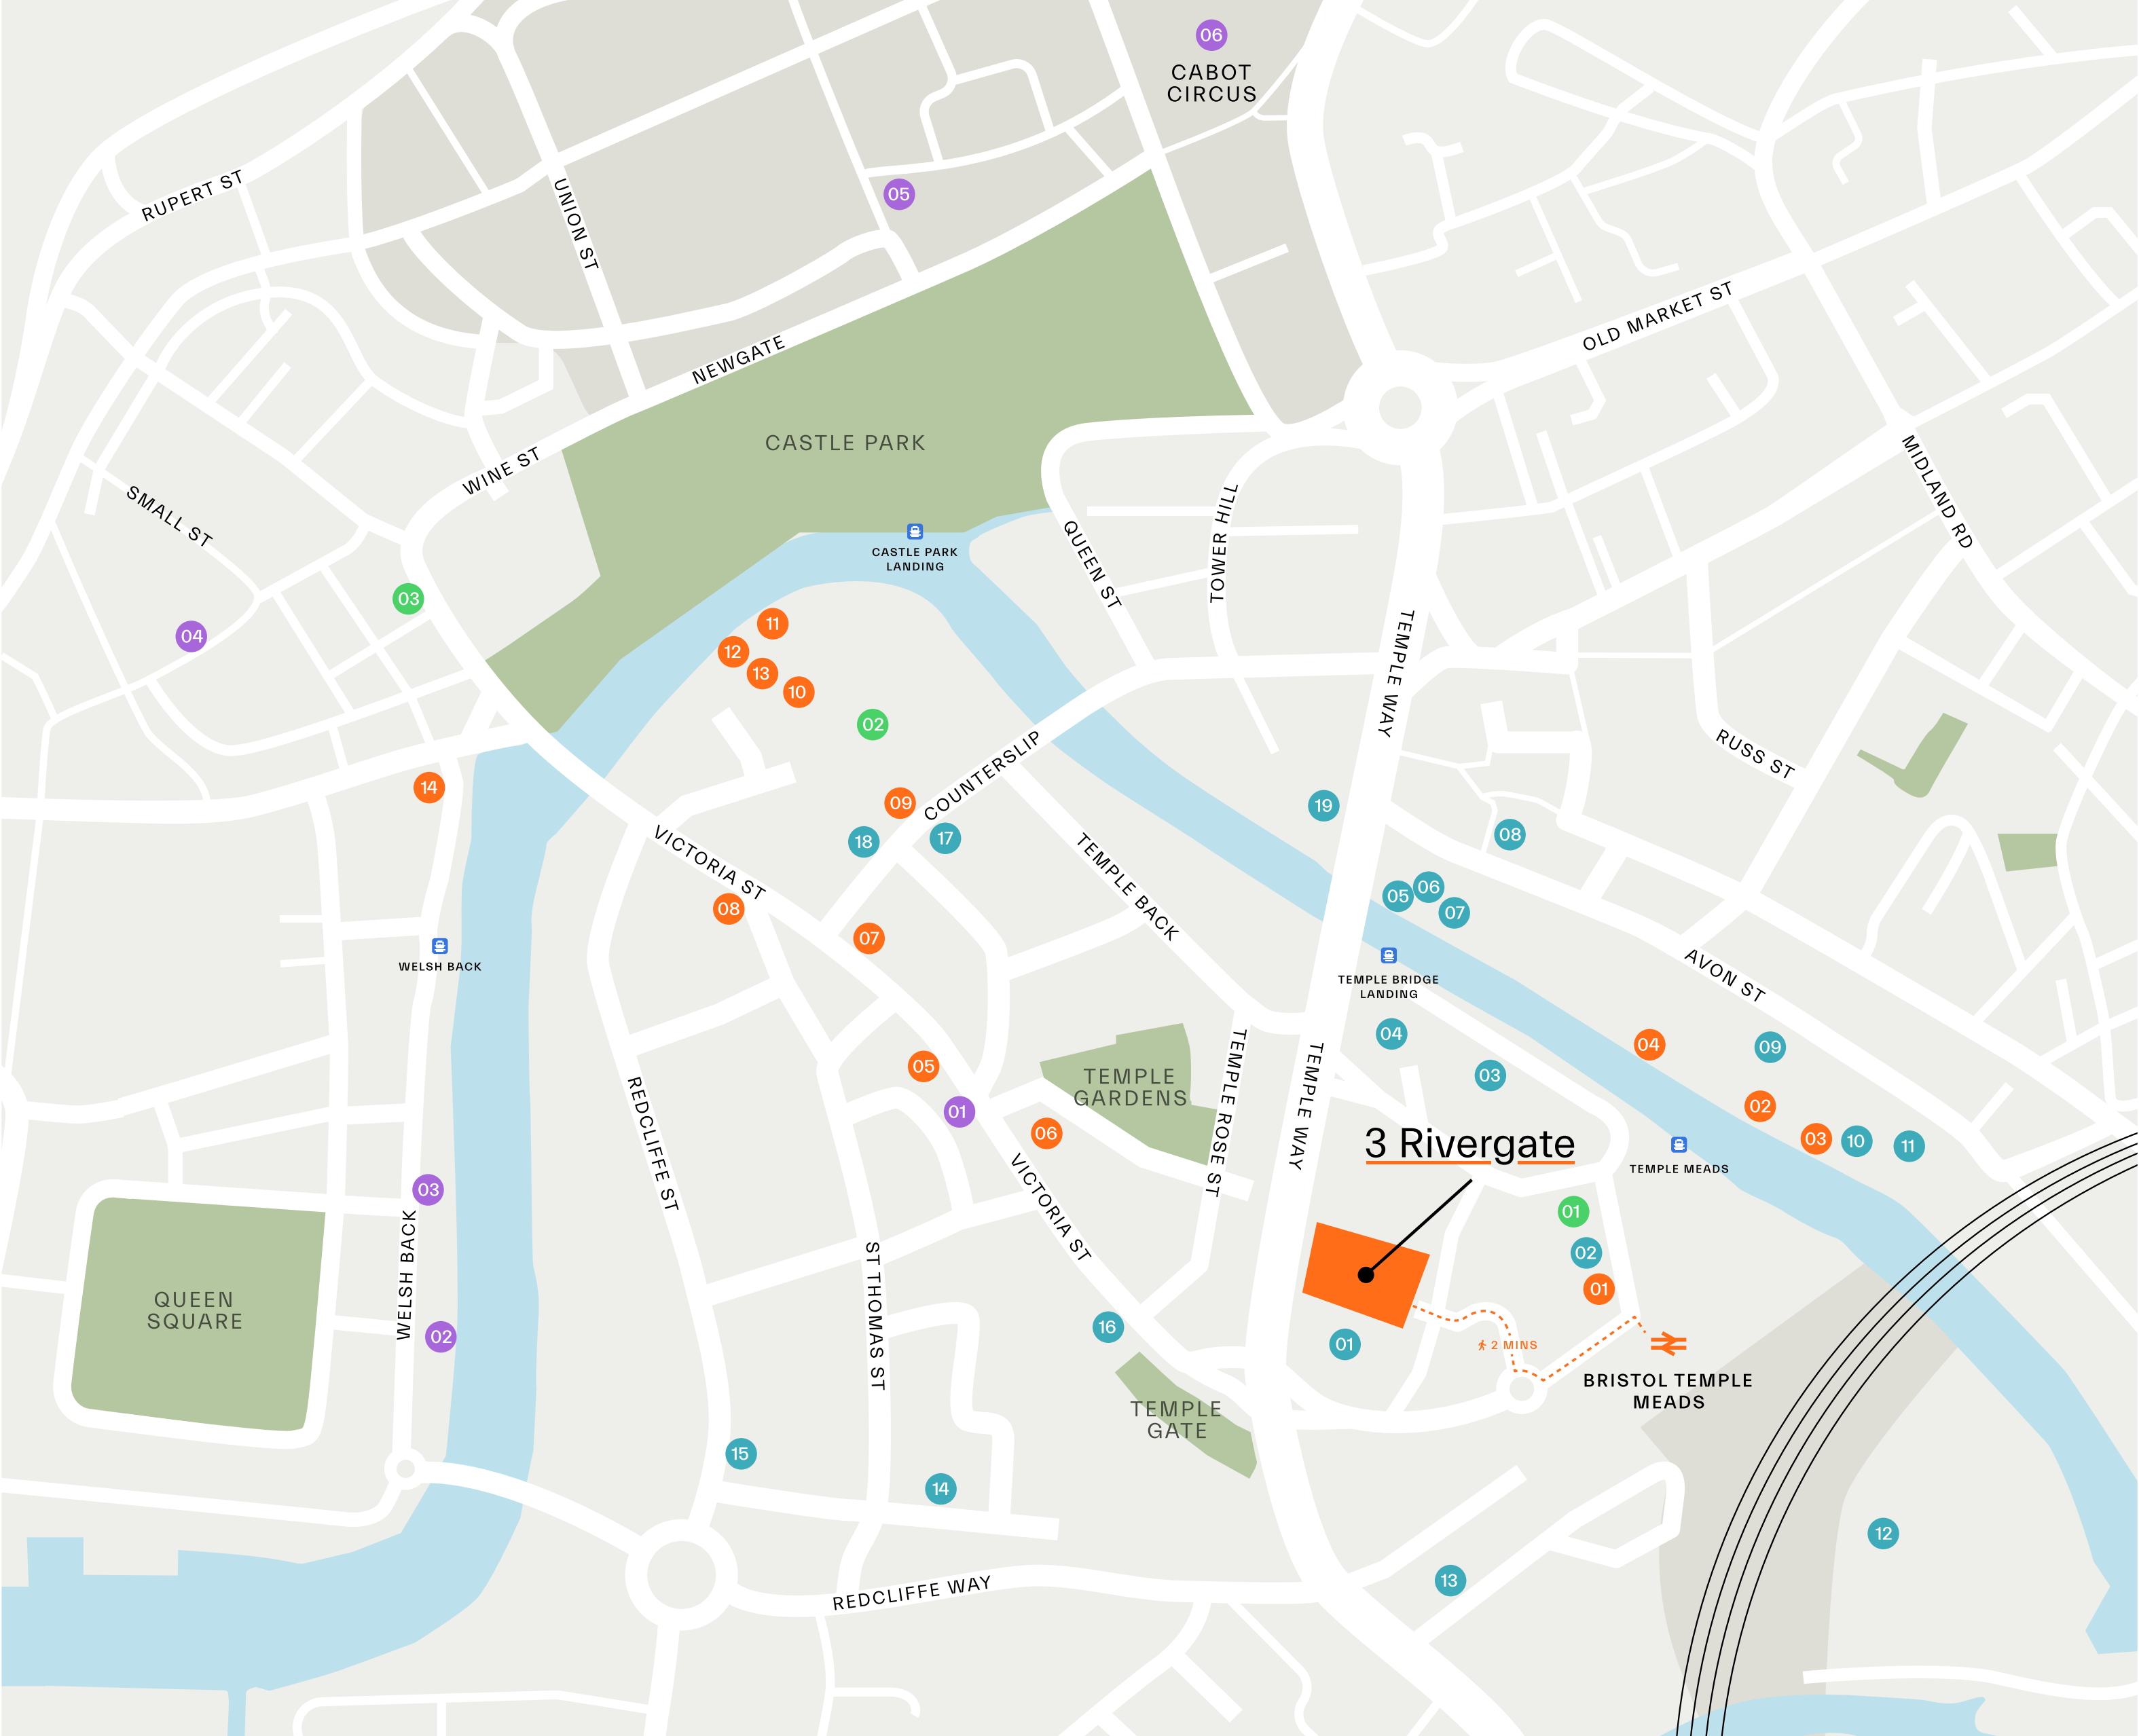 06
CABOT
CIRCUS
RUPERT ST
UNION ST
05
OLD MARKET ST
NEWGATE
CASTLE PARK
WINE ST
MIDLAND RD
SMALL ST
TOWER HILL
QUEEN ST
CASTLE PARK
LANDING
03
04
11
12
13
10
TEMPLE WAY
02
RUSS ST
COUNTERSLIP
14
09
19
18
17
08
VICTORIA ST
TEMPLE BACK
05
06
07
08
07
WELSH BACK
AVON ST
TEMPLE BRIDGE
LANDING
04
04
09
05
TEMPLE
GARDENS
03
TEMPLE ROSE ST
TEMPLE WAY
REDCLIFFE ST
01
02
06
3 Rivergate
03
10
11
TEMPLE MEADS
03
VICTORIA ST
01
WELSH BACK
02
QUEEN
SQUARE
ST THOMAS ST
01
16
02
01
2 MINS
BRISTOL TEMPLE
MEADS
TEMPLE
GATE
15
14
12
13
REDCLIFFE WAY